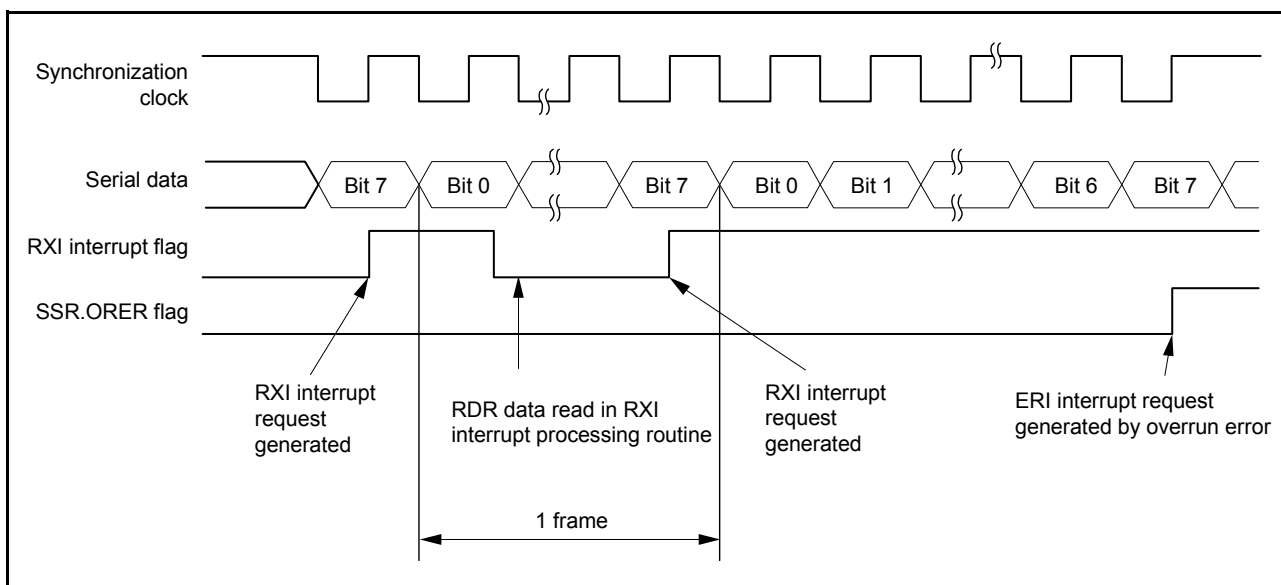 Synchronization
clock
Serial data
Bit 7
Bit 0
Bit 7
Bit 0
Bit 1
Bit 6
Bit 7
RXI interrupt flag
SSR.ORER flag
RXI interrupt
request
generated
RDR data read in RXI
interrupt processing routine
RXI interrupt
request
generated
ERI interrupt request
generated by overrun error
1 frame